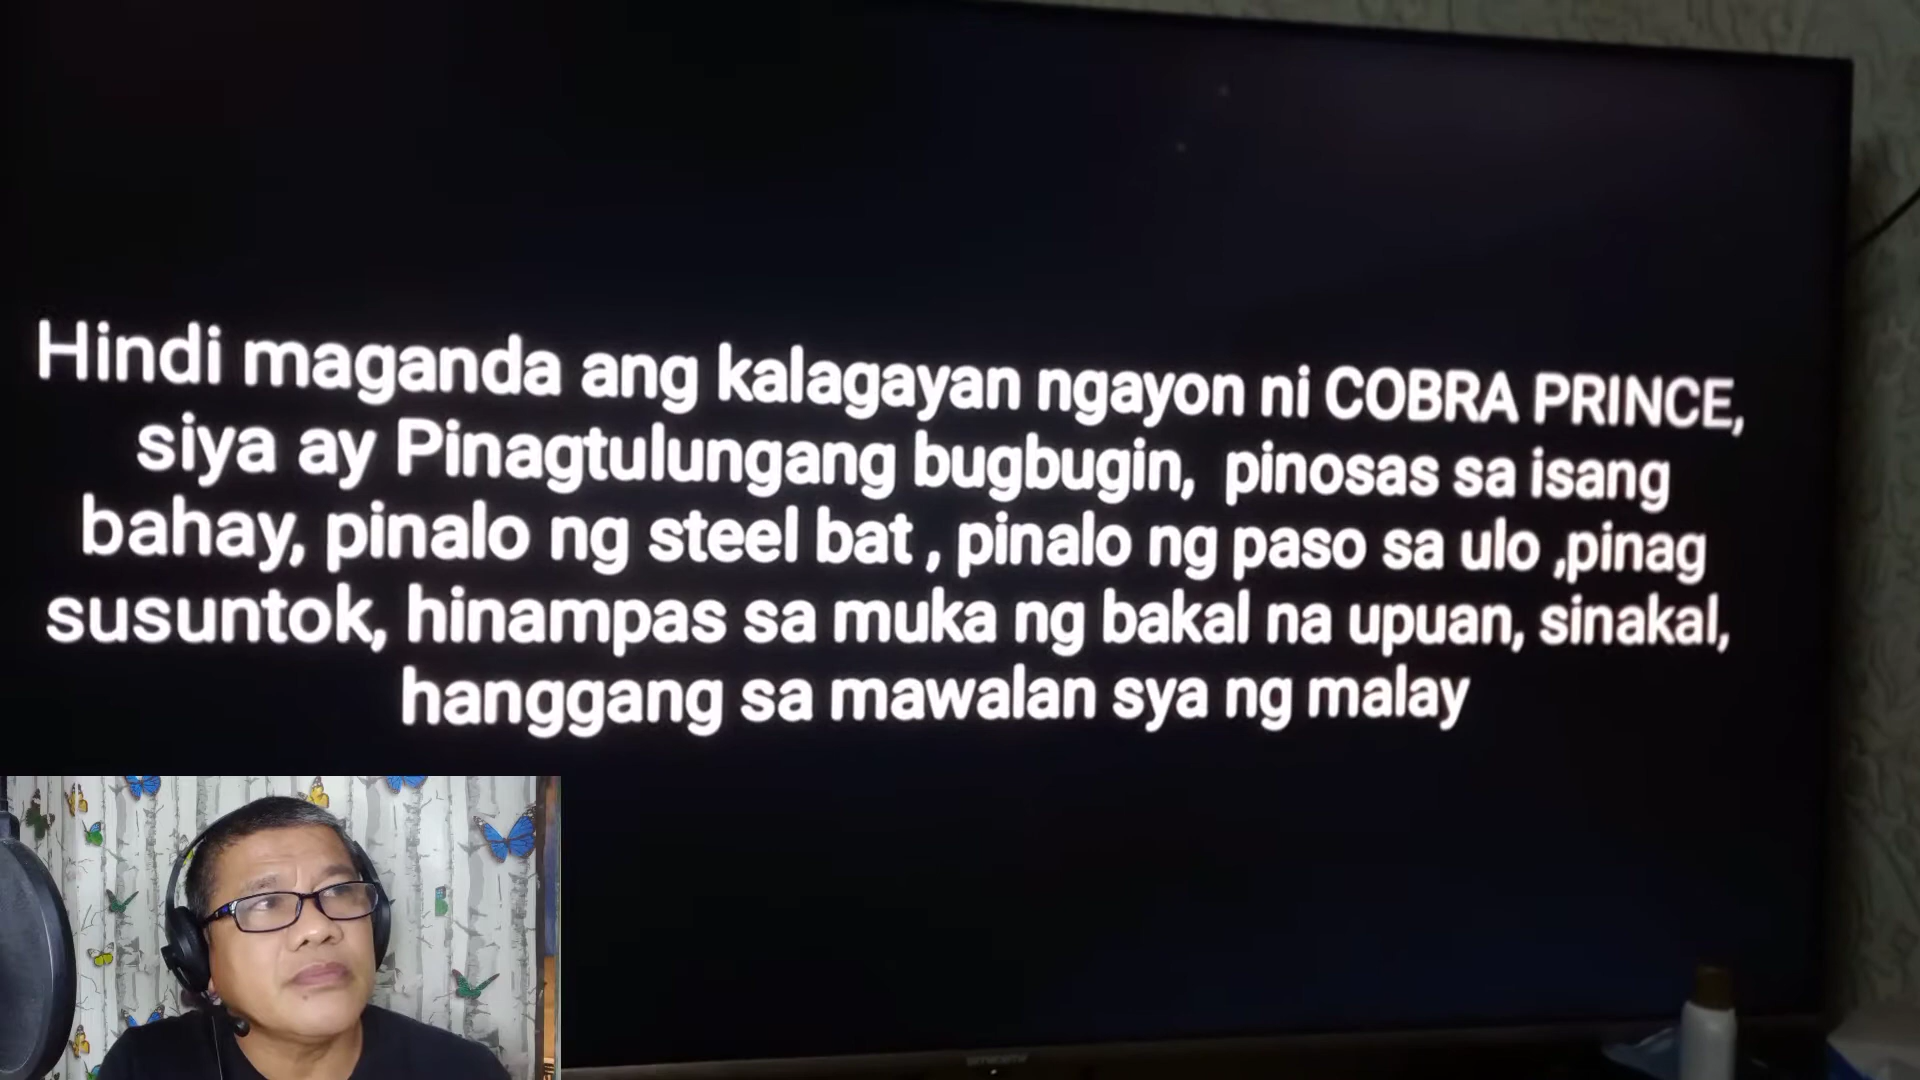 Hindi maganda ang kalagayan ngayon ni COBRA PRINCE,
siya ay Pinagtulungang bugbugin, pinosas sa isang
bahay, pinalo ng steel bat , pinalo ng paso sa ulo ,pinag
susuntok, hinampas sa muka ng bakal na upuan, sinakal,
hanggang sa mawalan sya ng malay